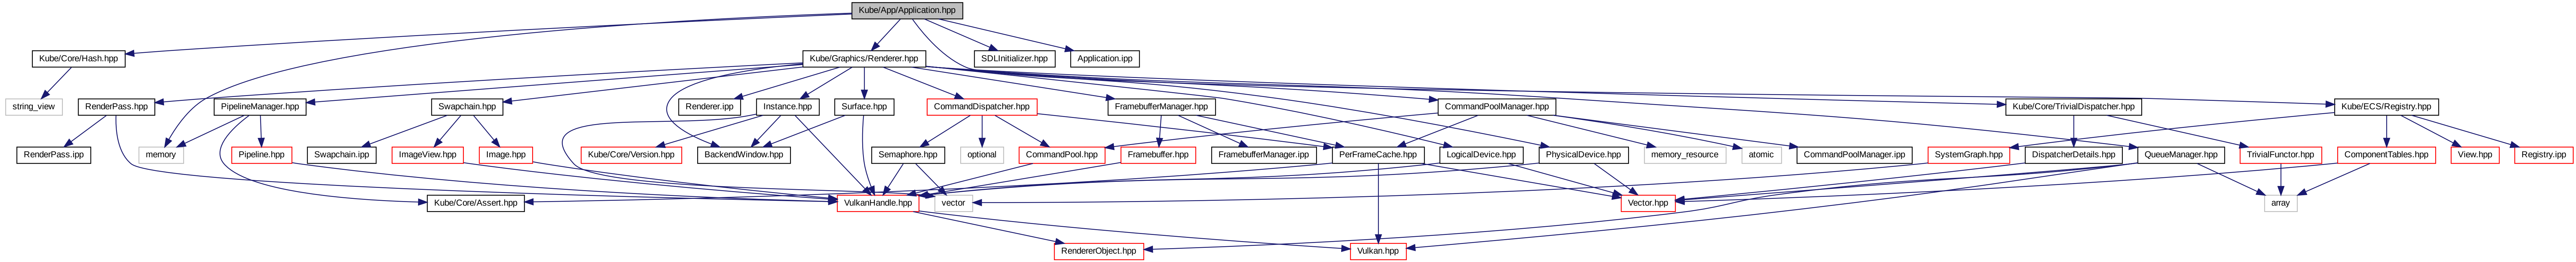 Kube/App/Application.hpp
Kube/Core/Hash.hpp
Kube/Graphics/Renderer.hpp
SDLInitializer.hpp
Application.ipp
string_view
RenderPass.hpp
PipelineManager.hpp
Swapchain.hpp
Renderer.ipp
Instance.hpp
Surface.hpp
CommandDispatcher.hpp
FramebufferManager.hpp
CommandPoolManager.hpp
Kube/Core/TrivialDispatcher.hpp
Kube/ECS/Registry.hpp
RenderPass.ipp
memory
Pipeline.hpp
Swapchain.ipp
ImageView.hpp
Image.hpp
Kube/Core/Version.hpp
BackendWindow.hpp
Semaphore.hpp
optional
CommandPool.hpp
Framebuffer.hpp
FramebufferManager.ipp
PerFrameCache.hpp
LogicalDevice.hpp
PhysicalDevice.hpp
memory_resource
atomic
CommandPoolManager.ipp
SystemGraph.hpp
DispatcherDetails.hpp
QueueManager.hpp
TrivialFunctor.hpp
ComponentTables.hpp
View.hpp
Registry.ipp
Kube/Core/Assert.hpp
VulkanHandle.hpp
vector
Vector.hpp
array
RendererObject.hpp
Vulkan.hpp